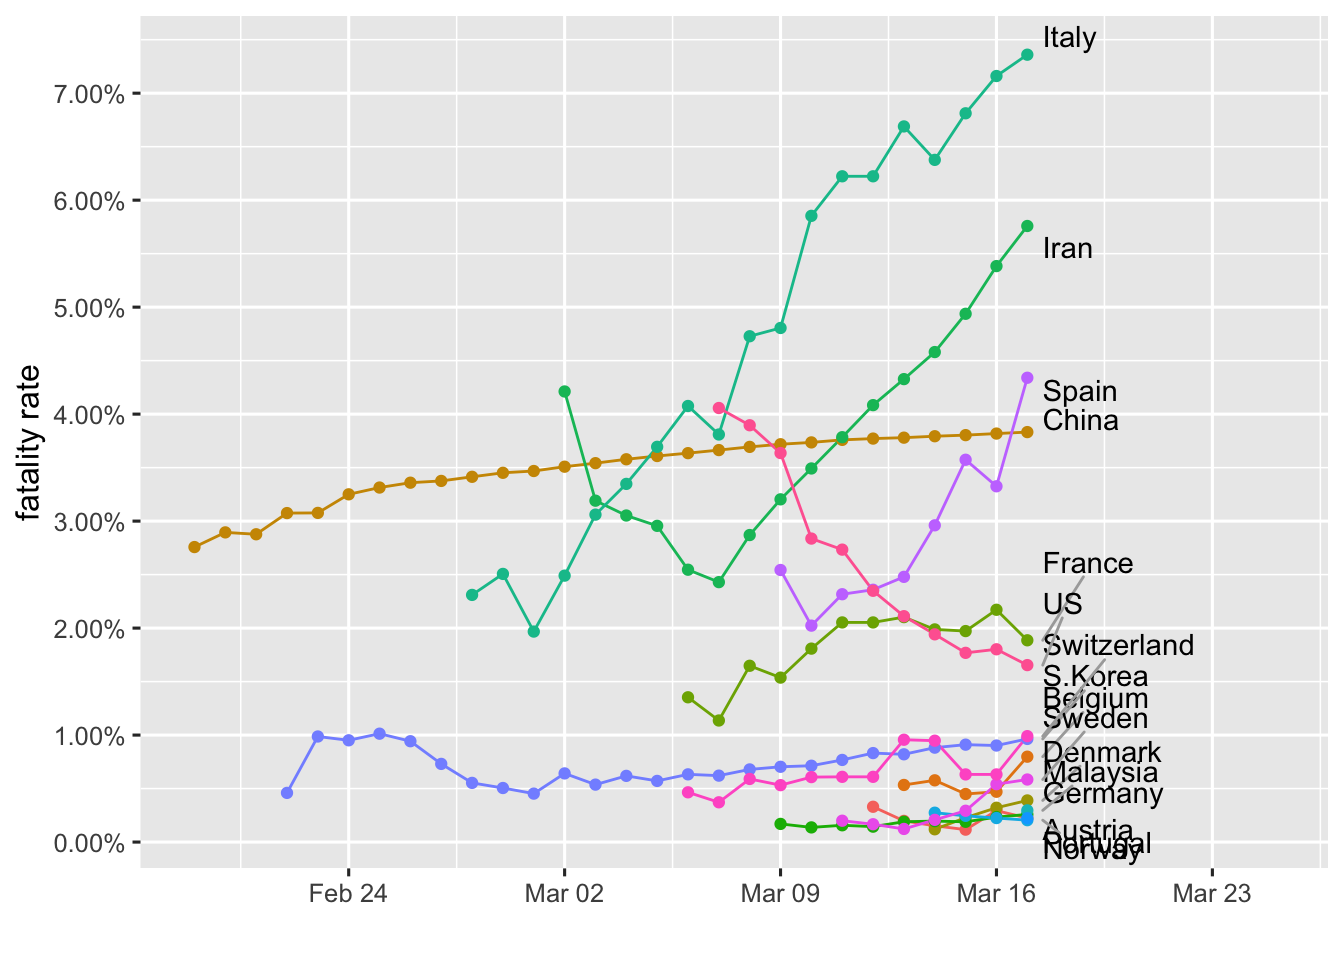 Italy
7.00%
6.00%
Iran
5.00%
Spain
4.00%
China
fatality rate
3.00%
France
US
2.00%
Switzerland
S.Korea
Belgium
Sweden
1.00%
Denmark
Malaysia
Germany
Austria
Portugal
Norway
0.00%
Feb 24
Mar 02
Mar 09
Mar 16
Mar 23